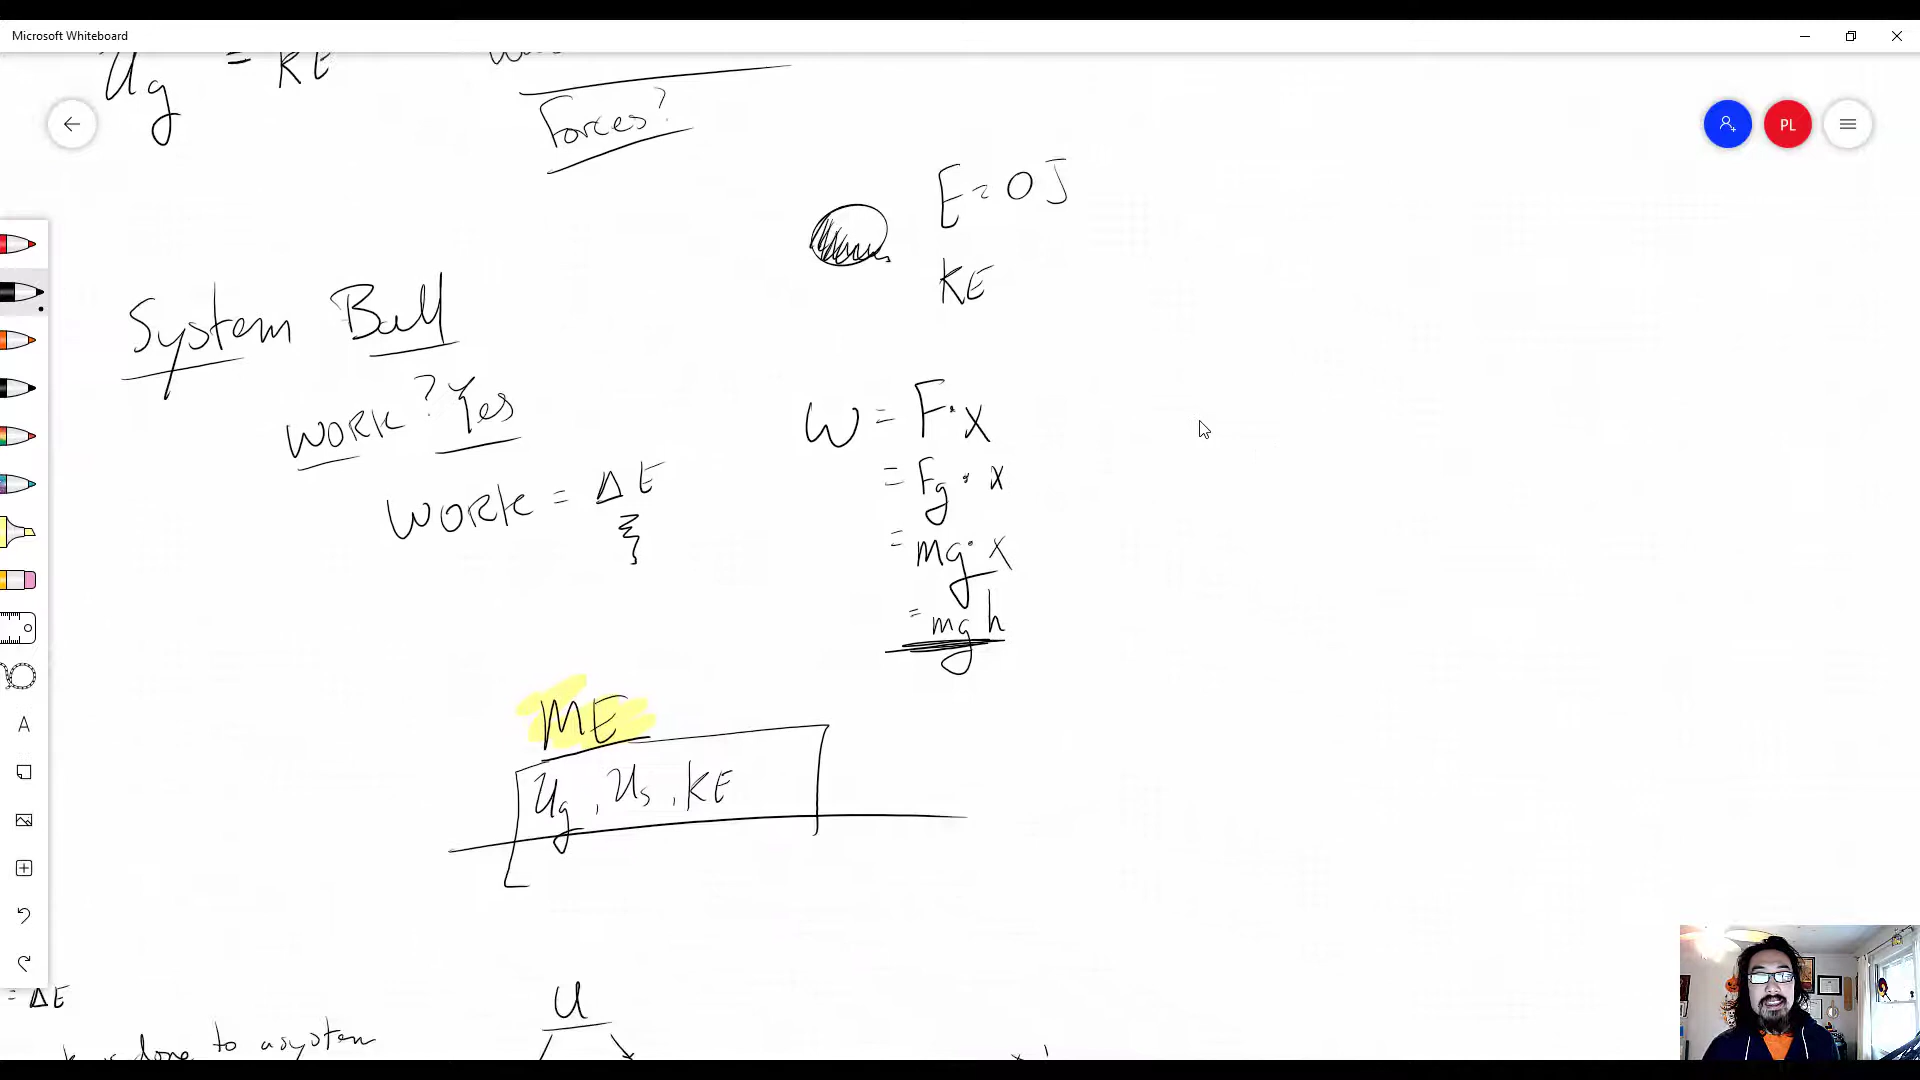 Microsoft Whiteboard
Ug = KE
Forces?
PL
E = 0 J
KE
System Ball
WORK? Yes
WORK = Δ E
W = F · x
= Fg · x
= mg · x
= mgh
ME
Ug, Us, KE
A
= ΔE
U
done to a system